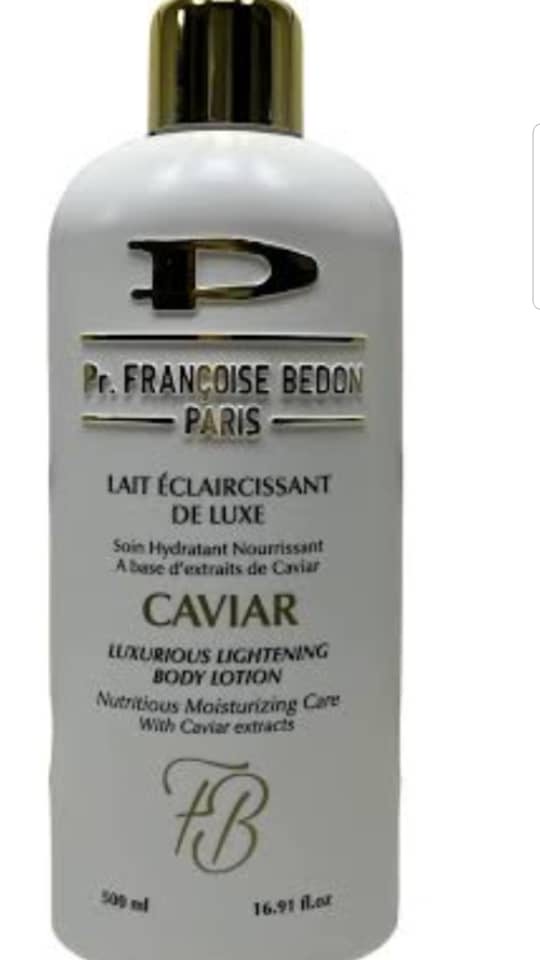 Pr. FRANÇOISE BEDON
PARIS
LAIT ÉCLAIRCISSANT
DE LUXE
Soin Hydratant Nourrissant
A base d'extraits de Caviar
CAVIAR
LUXURIOUS LIGHTENING
BODY LOTION
Nutritious Moisturizing Care
With Caviar extracts
FB
500 ml 16.91 fl.oz